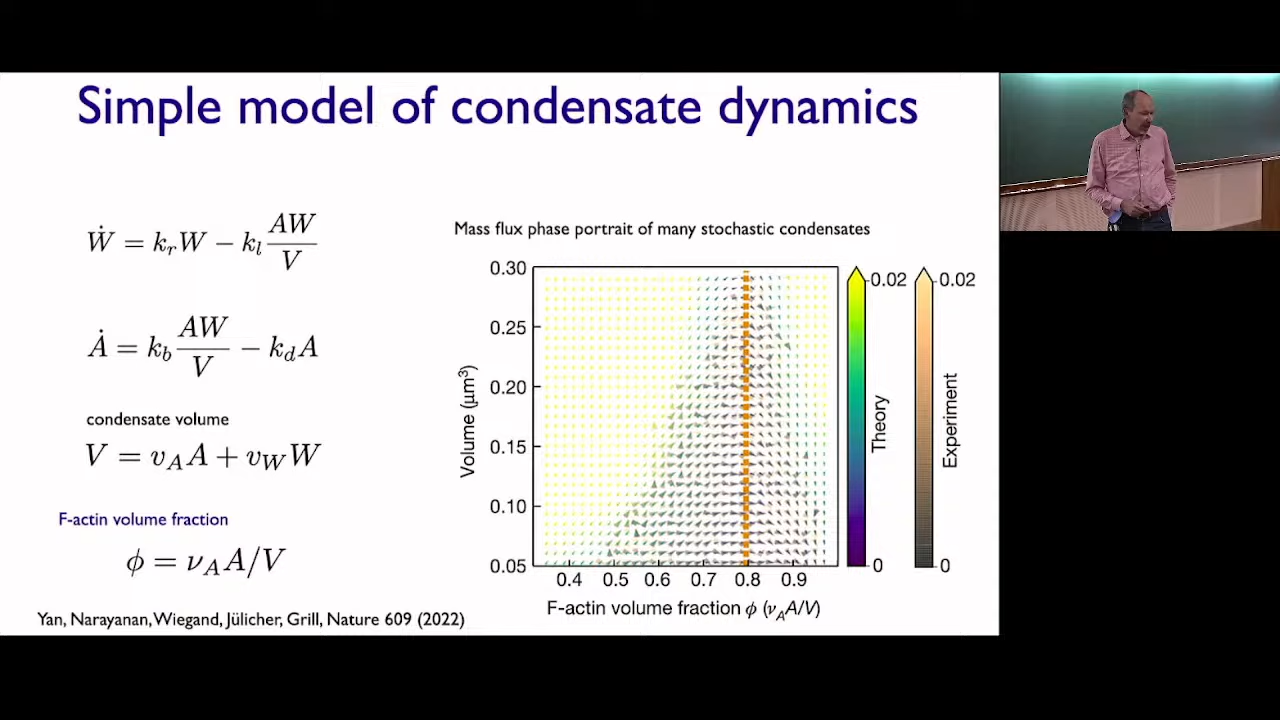 Simple model of condensate dynamics
Ẇ = k_r W − k_l AW/V
Ȧ = k_b AW/V − k_d A
condensate volume
V = v_A A + v_W W
F-actin volume fraction
ϕ = ν_A A/V
Yan, Narayanan, Wiegand, Jülicher, Grill, Nature 609 (2022)
Mass flux phase portrait of many stochastic condensates
Volume (μm³)
0.30
0.25
0.20
0.15
0.10
0.05
0.4 0.5 0.6 0.7 0.8 0.9
F-actin volume fraction ϕ (ν_A A/V)
0.02
0
Theory
0.02
0
Experiment